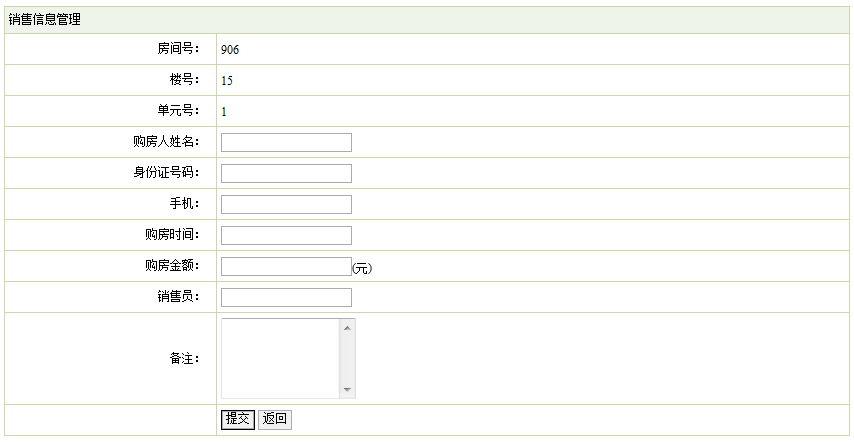 销售信息管理
房间号： 906
楼号： 15
单元号： 1
购房人姓名：
身份证号码：
手机：
购房时间：
购房金额： (元)
销售员：
备注：
提交 返回